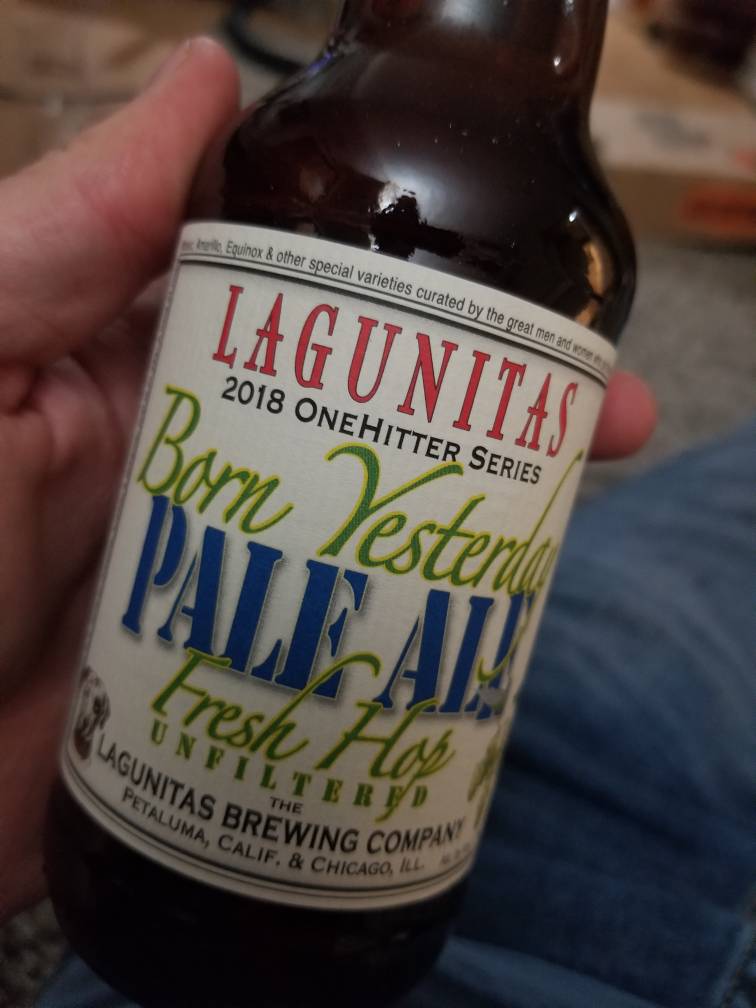 Amarillo, Equinox & other special varieties curated by the great men and women who
LAGUNITAS
2018 ONEHITTER SERIES
Born Yesterday
PALE ALE
Fresh Hop
UNFILTERED
THE
LAGUNITAS BREWING COMPANY
PETALUMA, CALIF. & CHICAGO, ILL.